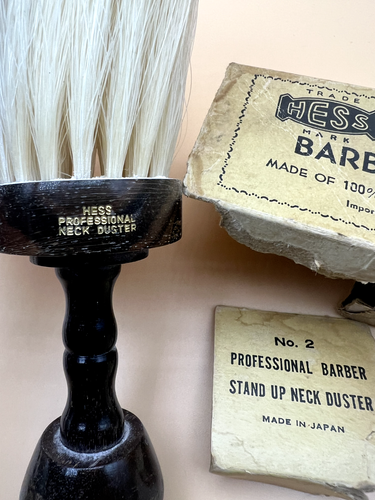 HESS
PROFESSIONAL
NECK DUSTER
TRADE
HESS
MARK
BARB
MADE OF 100%
Impor
No. 2
PROFESSIONAL BARBER
STAND UP NECK DUSTER
MADE IN JAPAN